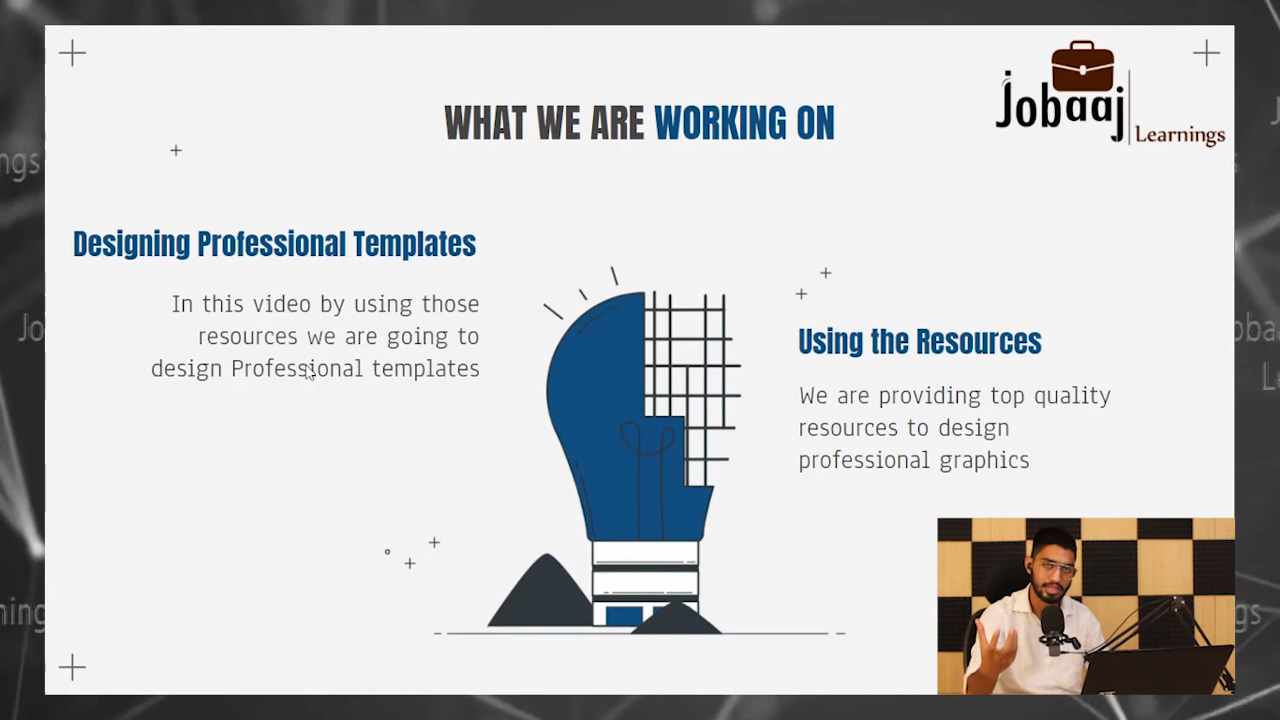 Jobaaj
Learnings
WHAT WE ARE WORKING ON
Designing Professional Templates
In this video by using those
resources we are going to
design Professional templates
Using the Resources
We are providing top quality
resources to design
professional graphics